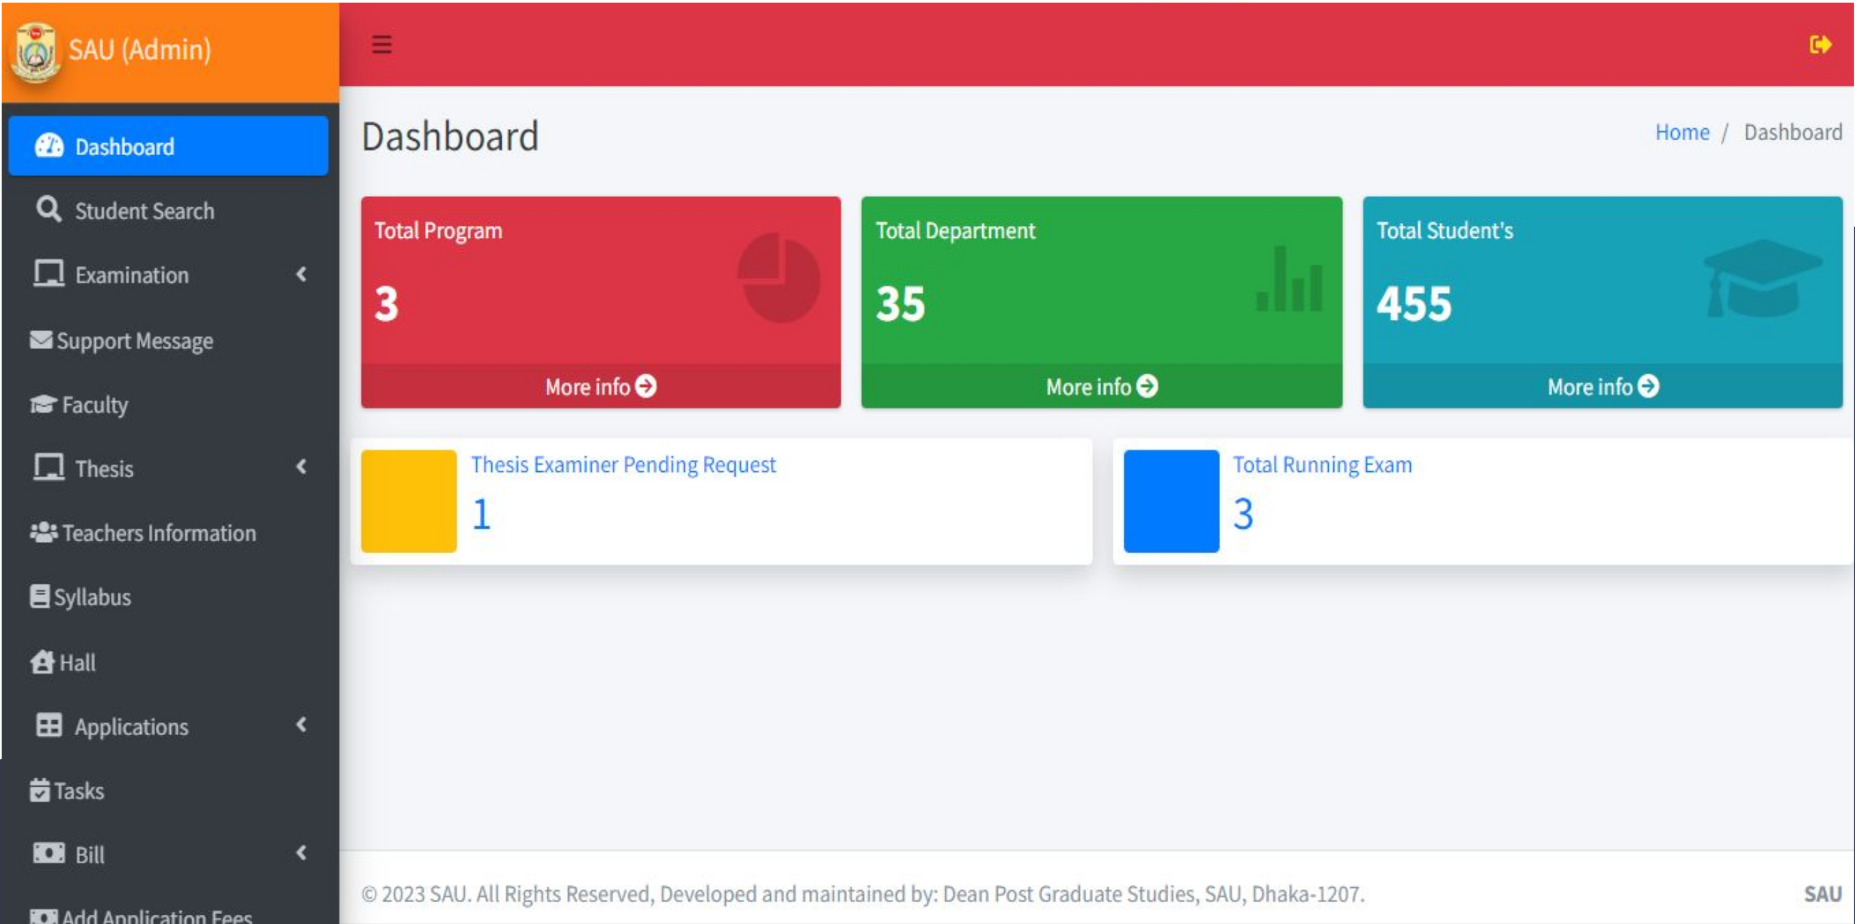 SAU (Admin)
Dashboard
Student Search
Examination
Support Message
Faculty
Thesis
Teachers Information
Syllabus
Hall
Applications
Tasks
Bill
Add Application Fees
Dashboard
Home / Dashboard
Total Program
3
More info
Total Department
35
More info
Total Student's
455
More info
Thesis Examiner Pending Request
1
Total Running Exam
3
© 2023 SAU. All Rights Reserved, Developed and maintained by: Dean Post Graduate Studies, SAU, Dhaka-1207.
SAU